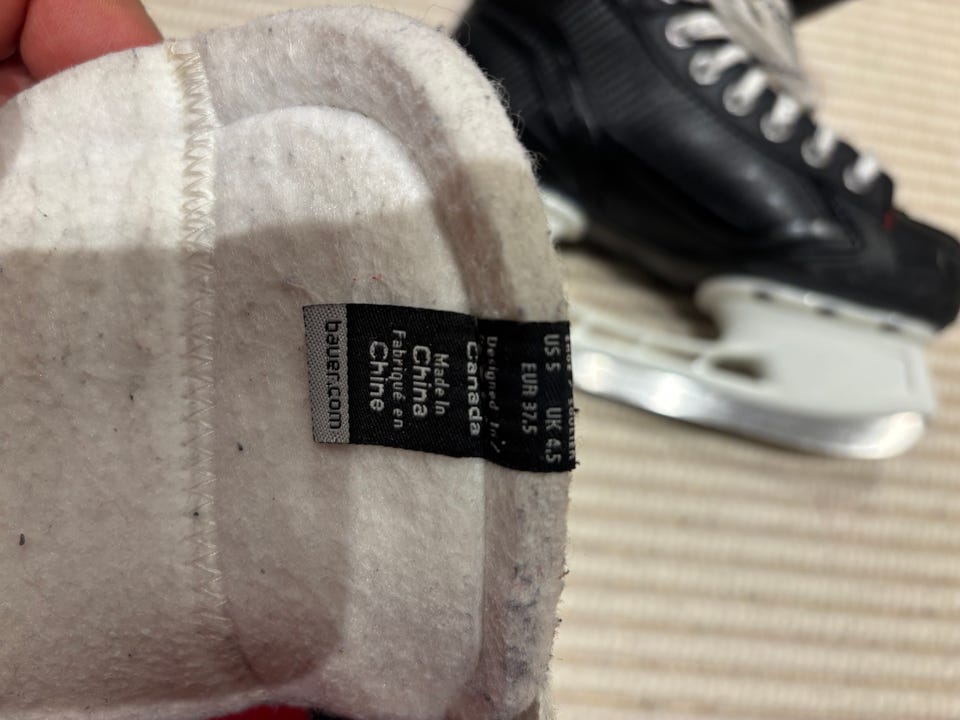 US 5 UK 4.5
EUR 37.5
Designed in/
Canada
Made in
China
Fabriqué en
Chine
bauer.com